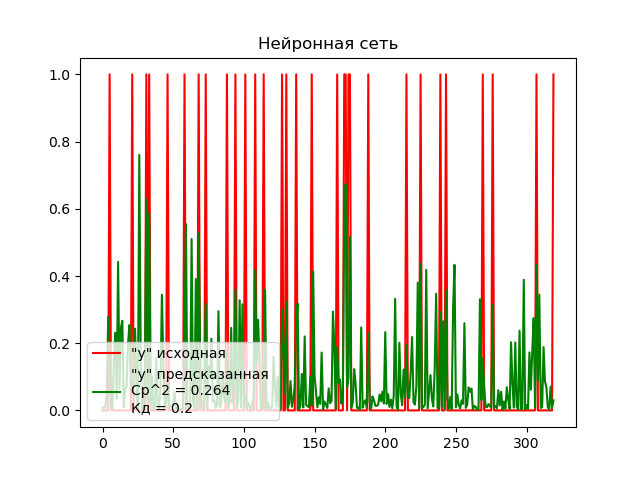 Нейронная сеть
1.0
0.8
0.6
0.4
0.2
0.0
"у" исходная
"у" предсказанная
Ср^2 = 0.264
Кд = 0.2
0
50
100
150
200
250
300